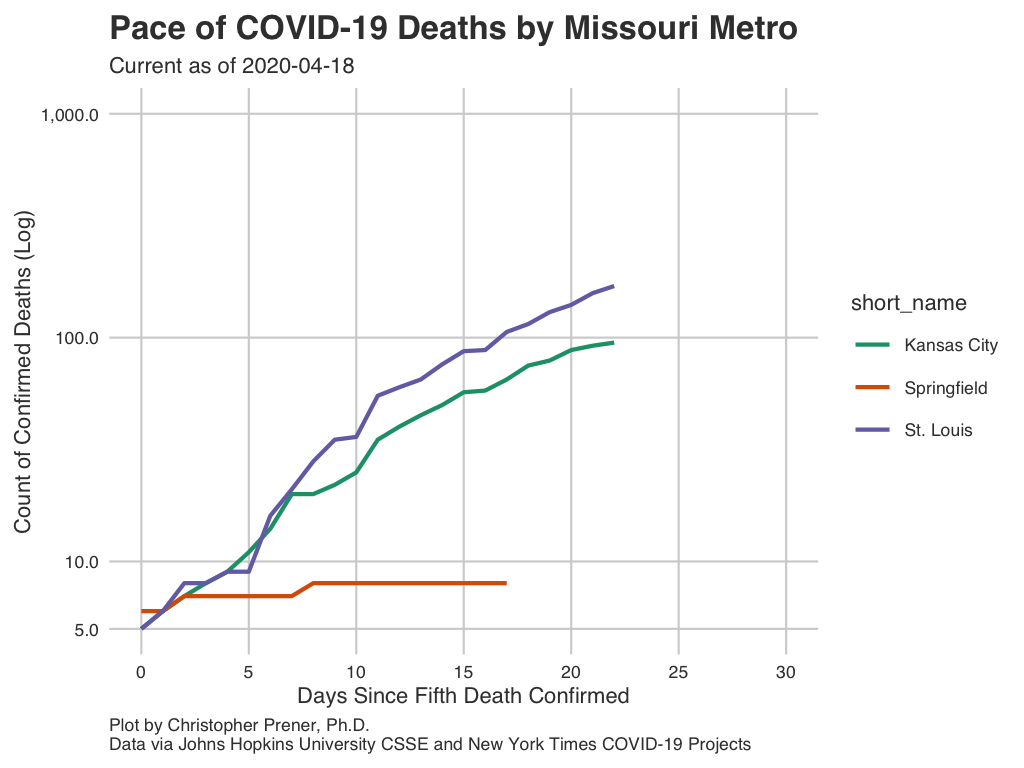 Pace of COVID-19 Deaths by Missouri Metro
Current as of 2020-04-18
1,000.0
100.0
10.0
5.0
Count of Confirmed Deaths (Log)
0 5 10 15 20 25 30
Days Since Fifth Death Confirmed
short_name
Kansas City
Springfield
St. Louis
Plot by Christopher Prener, Ph.D.
Data via Johns Hopkins University CSSE and New York Times COVID-19 Projects